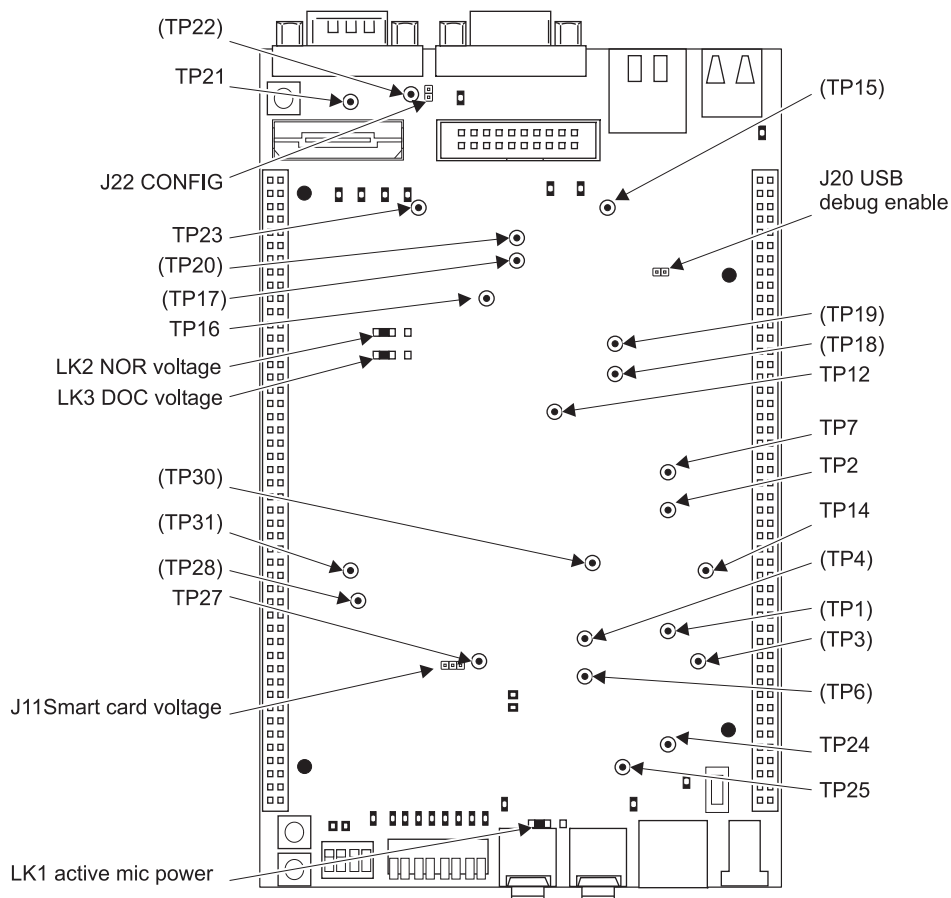 (TP22)
TP21
J22 CONFIG
TP23
(TP20)
(TP17)
TP16
LK2 NOR voltage
LK3 DOC voltage
(TP30)
(TP31)
(TP28)
TP27
J11Smart card voltage
LK1 active mic power
(TP15)
J20 USB
debug enable
(TP19)
(TP18)
TP12
TP7
TP2
TP14
(TP4)
(TP1)
(TP3)
(TP6)
TP24
TP25